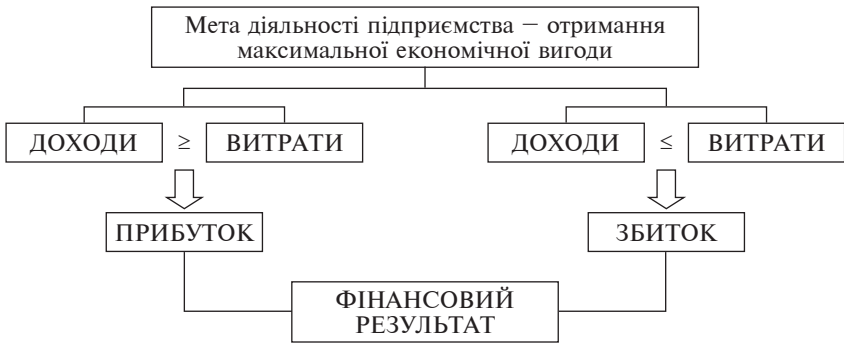 Мета діяльності підприємства – отримання
максимальної економічної вигоди
ДОХОДИ ≥ ВИТРАТИ ДОХОДИ ≤ ВИТРАТИ
ПРИБУТОК ЗБИТОК
ФІНАНСОВИЙ
РЕЗУЛЬТАТ